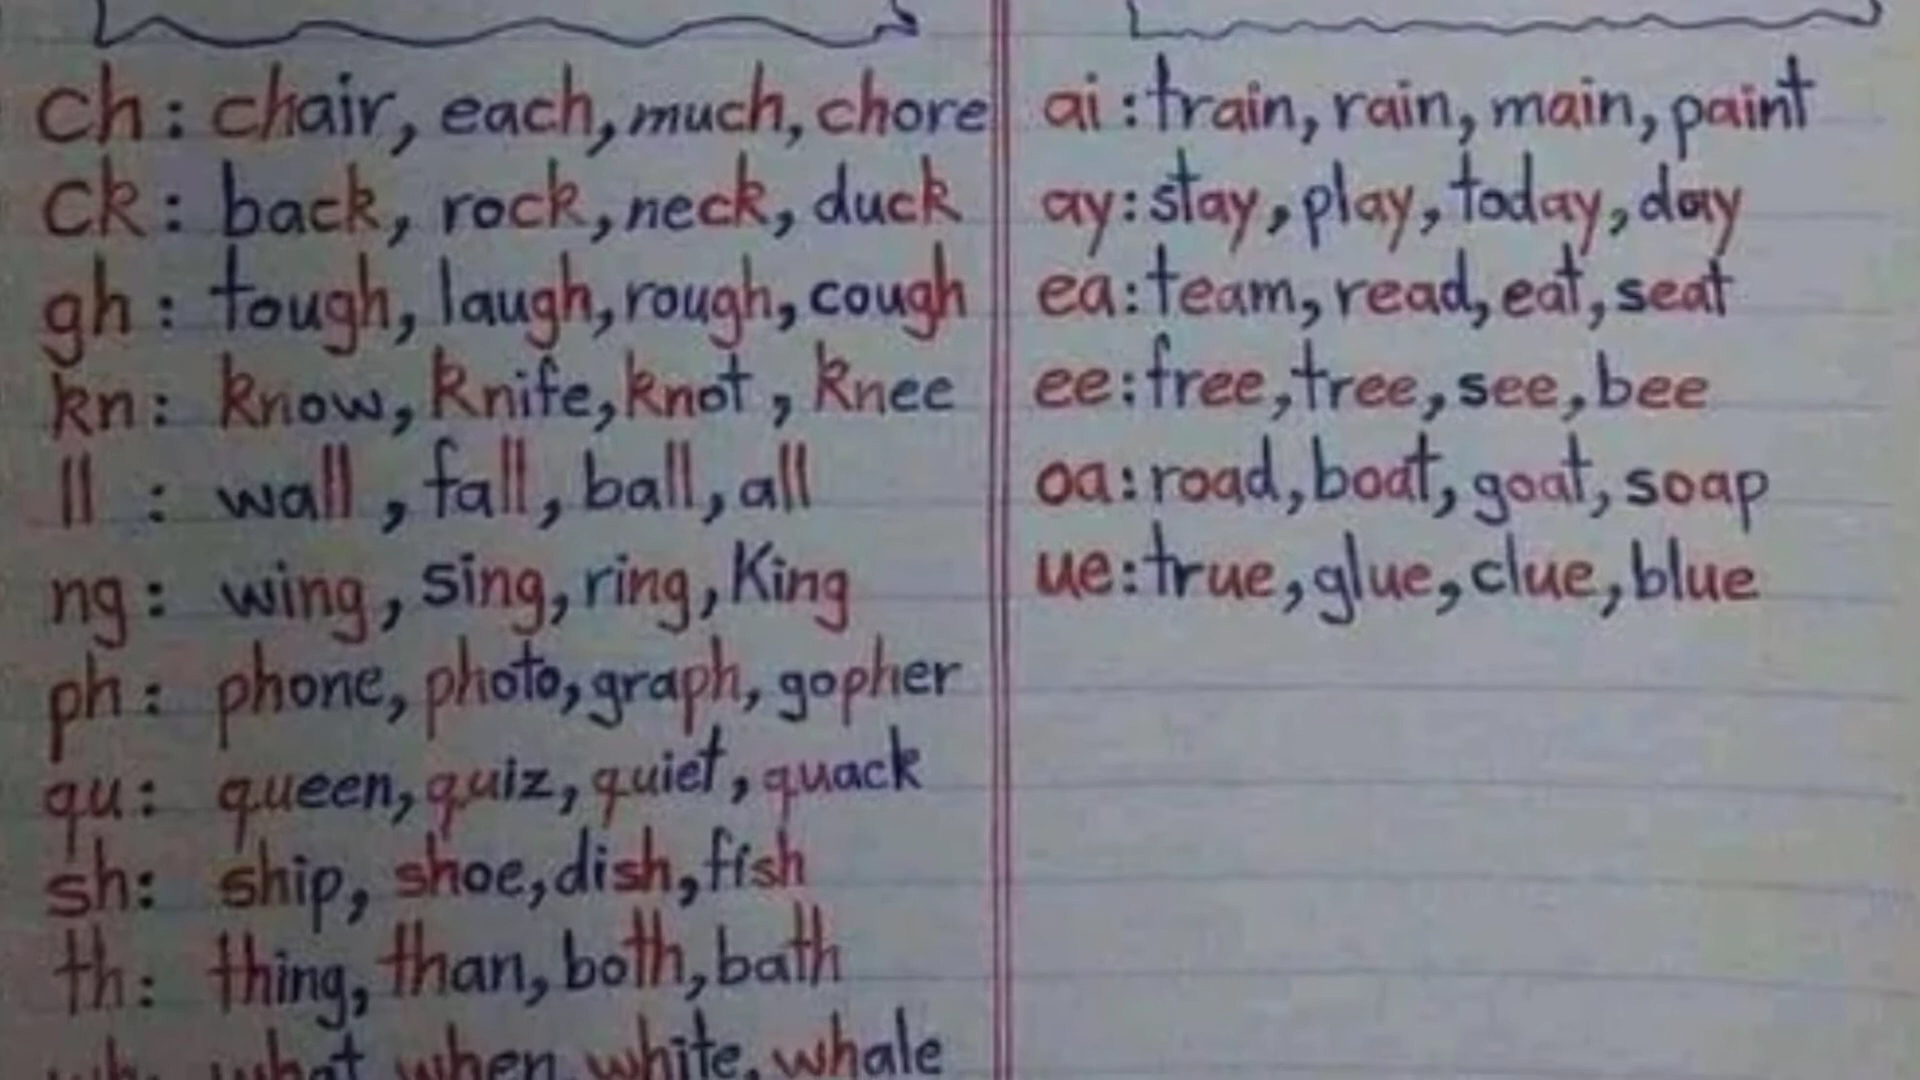 ch: chair, each, much, chore
ck: back, rock, neck, duck
gh: tough, laugh, rough, cough
kn: know, knife, knot, knee
ll: wall, fall, ball, all
ng: wing, sing, ring, King
ph: phone, photo, graph, gopher
qu: queen, quiz, quiet, quack
sh: ship, shoe, dish, fish
th: thing, than, both, bath
wh: what, when, white, whale
ai: train, rain, main, paint
ay: stay, play, today, day
ea: team, read, eat, seat
ee: free, tree, see, bee
oa: road, boat, goat, soap
ue: true, glue, clue, blue